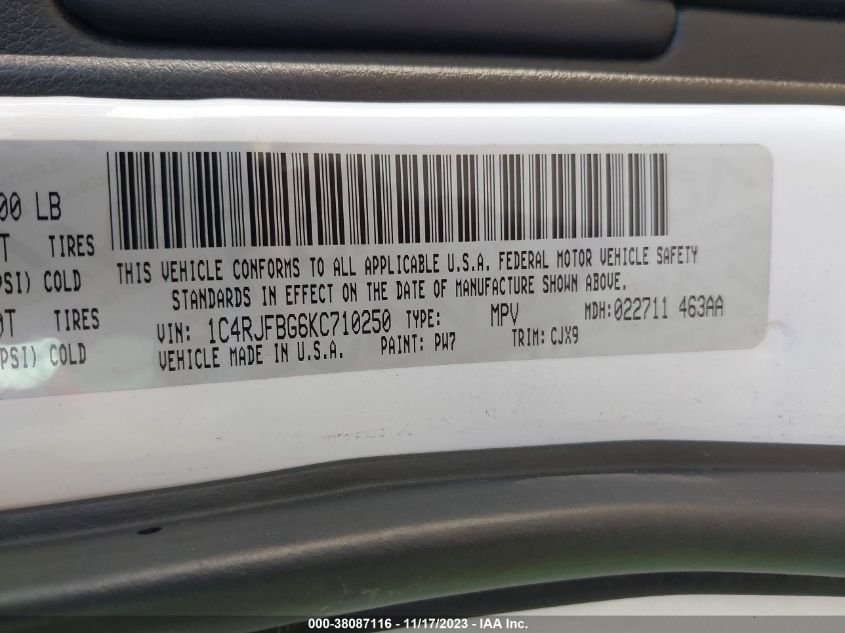 00 LB
TIRES
PSI) COLD
TIRES
PSI) COLD
THIS VEHICLE CONFORMS TO ALL APPLICABLE U.S.A. FEDERAL MOTOR VEHICLE SAFETY
STANDARDS IN EFFECT ON THE DATE OF MANUFACTURE SHOWN ABOVE.
VIN: 1C4RJFBG6KC710250 TYPE: MPV MDH:022711 463AA
VEHICLE MADE IN U.S.A. PAINT: PW7 TRIM: CJX9
000-38087116 - 11/17/2023 - IAA Inc.